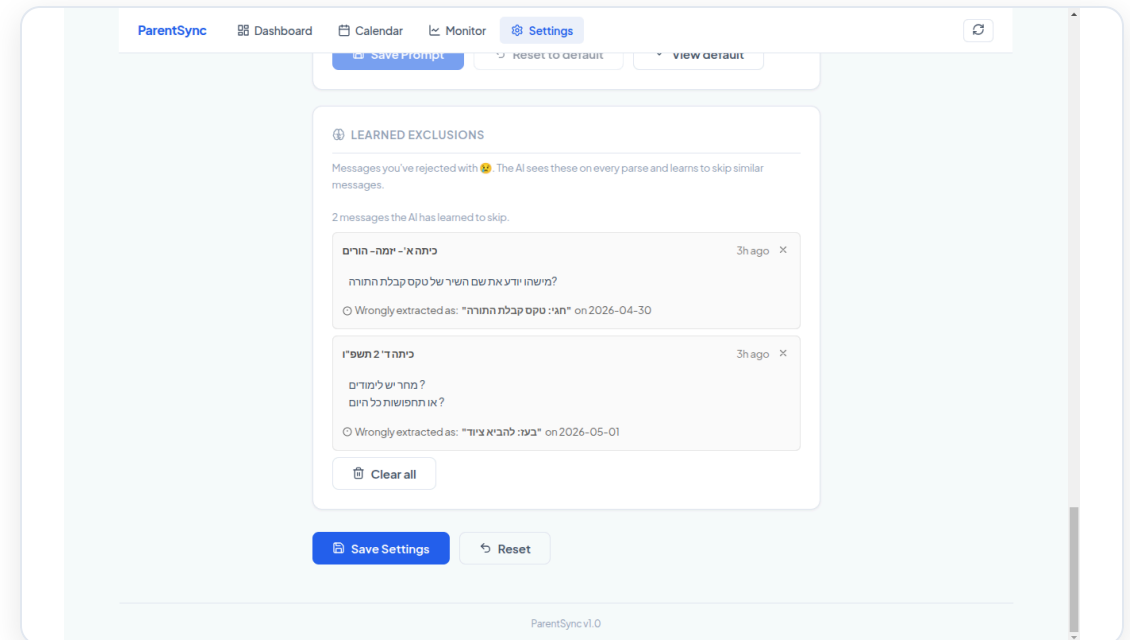 ParentSync
Dashboard
Calendar
Monitor
Settings
Save Prompt
Reset to default
View default
LEARNED EXCLUSIONS
Messages you've rejected with 😢. The AI sees these on every parse and learns to skip similar
messages.
2 messages the AI has learned to skip.
כיתה א'- יזמה- הורים
3h ago ×
מישהו יודע את שם השיר של טקס קבלת התורה?
Wrongly extracted as: "חגי: טקס קבלת התורה" on 2026-04-30
כיתה ד' 2 תשפ"ו
3h ago ×
מחר יש לימודים ?
או תחפושות כל היום ?
Wrongly extracted as: "בעז: להביא ציוד" on 2026-05-01
Clear all
Save Settings
Reset
ParentSync v1.0